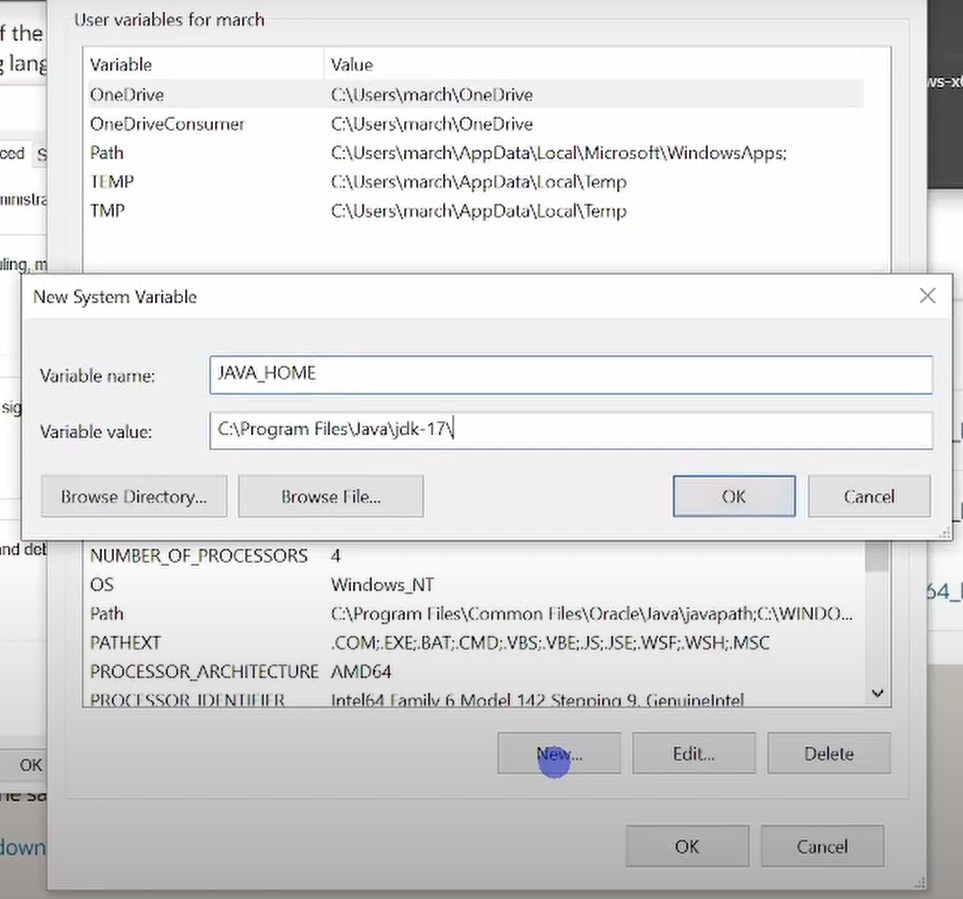 User variables for march
f the
g lang
Variable Value
OneDrive C:\Users\march\OneDrive
OneDriveConsumer C:\Users\march\OneDrive
Path C:\Users\march\AppData\Local\Microsoft\WindowsApps;
TEMP C:\Users\march\AppData\Local\Temp
TMP C:\Users\march\AppData\Local\Temp
ced S
ministra
uling, m
New System Variable
Variable name: JAVA_HOME
Variable value: C:\Program Files\Java\jdk-17\
sig
Browse Directory... Browse File... OK Cancel
and deb
NUMBER_OF_PROCESSORS 4
OS Windows_NT
Path C:\Program Files\Common Files\Oracle\Java\javapath;C:\WINDO...
PATHEXT .COM;.EXE;.BAT;.CMD;.VBS;.VBE;.JS;.JSE;.WSF;.WSH;.MSC
PROCESSOR_ARCHITECTURE AMD64
PROCESSOR_IDENTIFIER Intel64 Family 6 Model 142 Stepping 9, GenuineIntel
64_
New... Edit... Delete
OK
down
OK Cancel